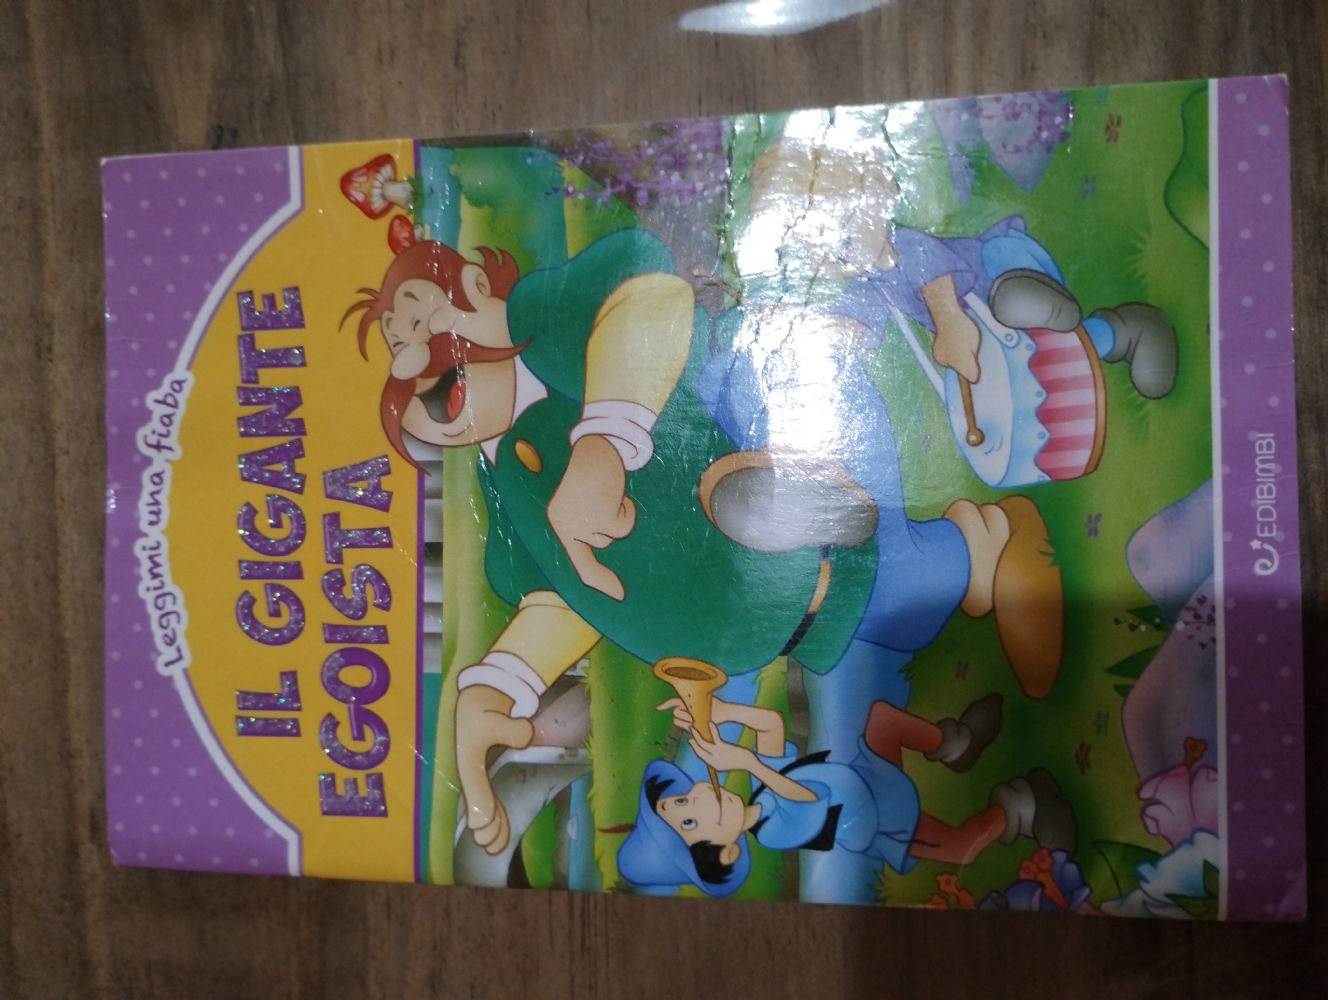 Leggimi una fiaba
IL GIGANTE
EGOISTA
EDIBIMBI